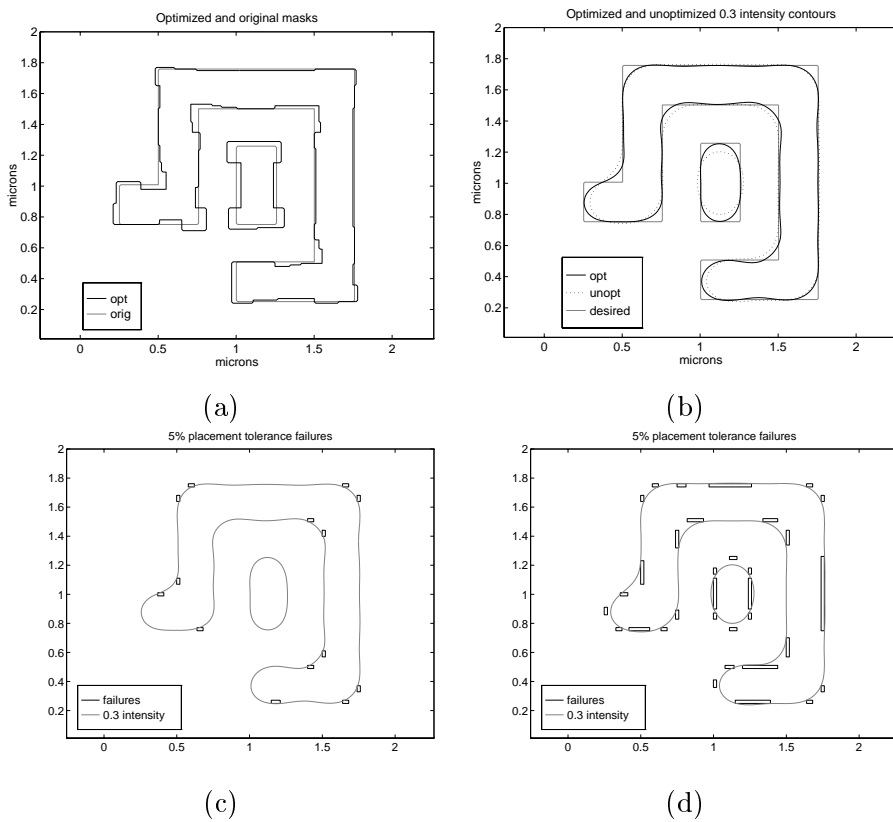 Optimized and original masks
2
1.8
1.6
1.4
1.2
1
0.8
0.6
0.4
0.2
microns
opt
orig
0
0.5
1
1.5
2
microns
(a)
Optimized and unoptimized 0.3 intensity contours
2
1.8
1.6
1.4
1.2
1
0.8
0.6
0.4
0.2
microns
opt
unopt
desired
0
0.5
1
1.5
2
microns
(b)
5% placement tolerance failures
2
1.8
1.6
1.4
1.2
1
0.8
0.6
0.4
0.2
failures
0.3 intensity
0
0.5
1
1.5
2
(c)
5% placement tolerance failures
2
1.8
1.6
1.4
1.2
1
0.8
0.6
0.4
0.2
failures
0.3 intensity
0
0.5
1
1.5
2
(d)